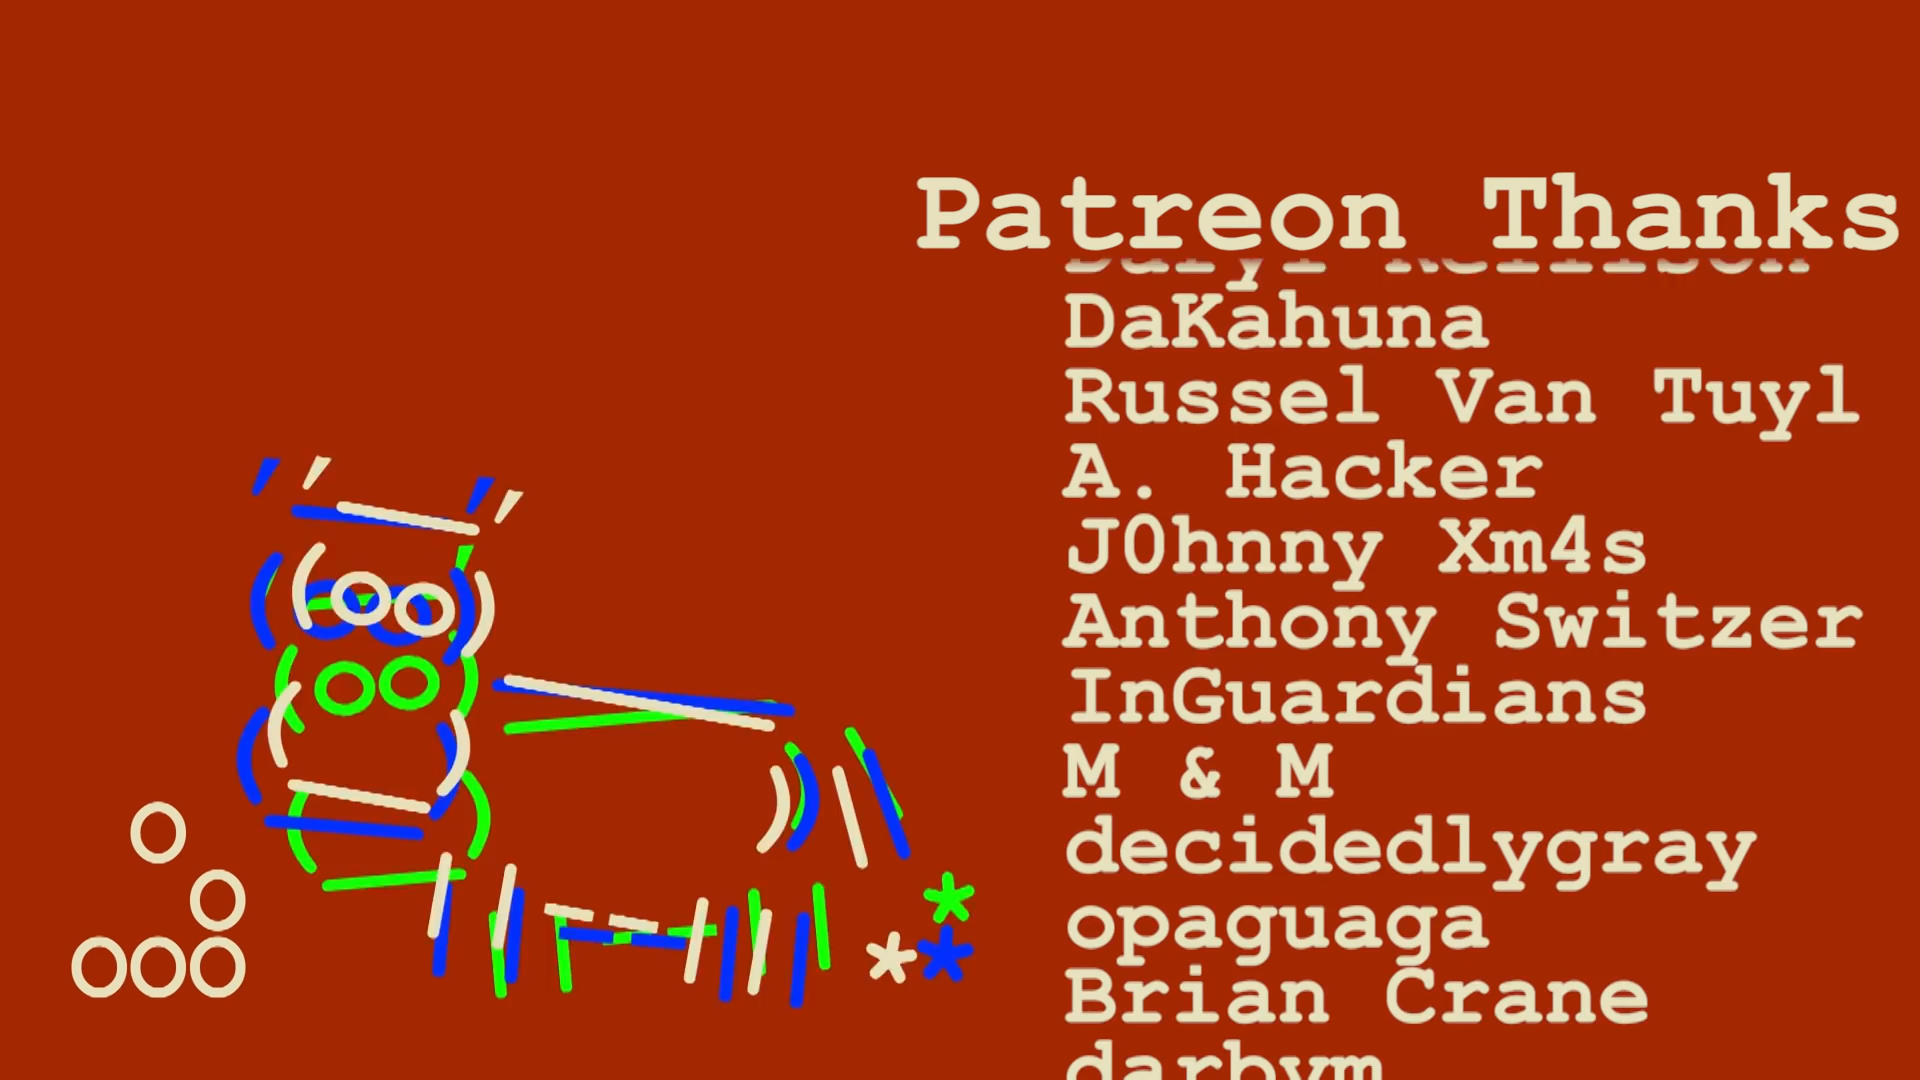 Patreon Thanks
DaKahuna
Russel Van Tuyl
A. Hacker
J0hnny Xm4s
Anthony Switzer
InGuardians
M & M
decidedlygray
opaguaga
Brian Crane